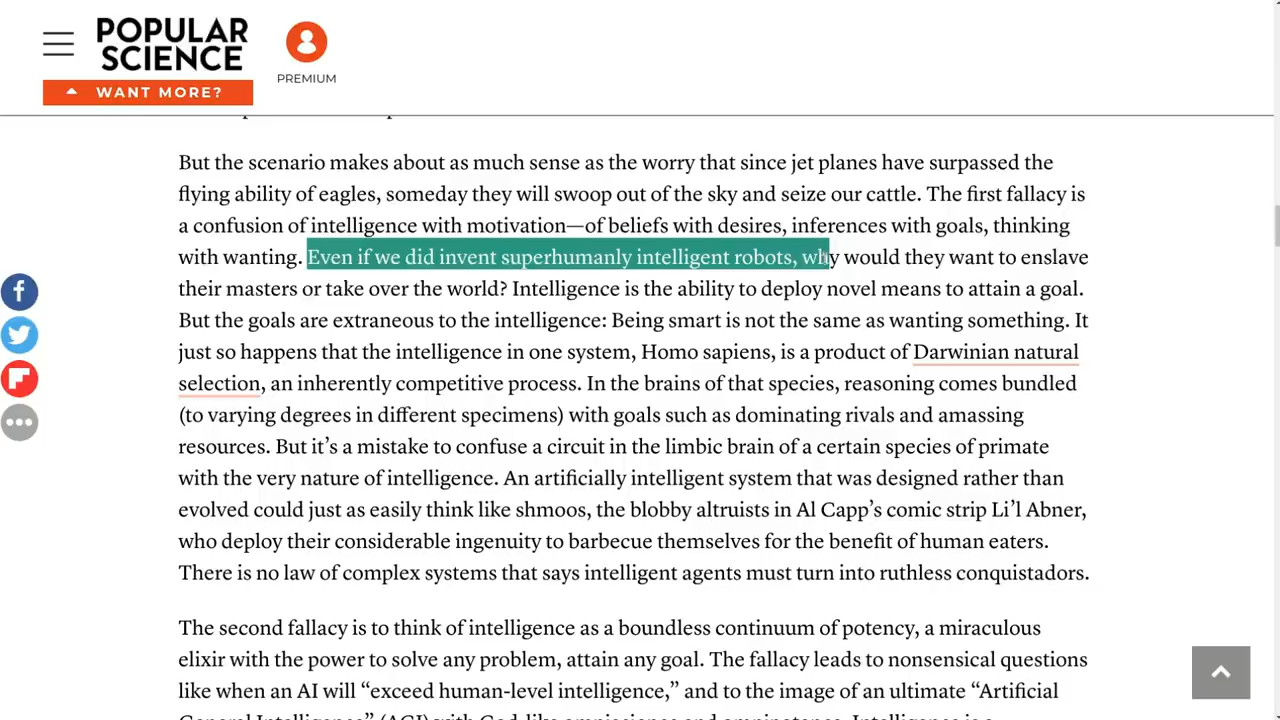 POPULAR
SCIENCE
PREMIUM
WANT MORE?
But the scenario makes about as much sense as the worry that since jet planes have surpassed the
flying ability of eagles, someday they will swoop out of the sky and seize our cattle. The first fallacy is
a confusion of intelligence with motivation—of beliefs with desires, inferences with goals, thinking
with wanting. Even if we did invent superhumanly intelligent robots, why would they want to enslave
their masters or take over the world? Intelligence is the ability to deploy novel means to attain a goal.
But the goals are extraneous to the intelligence: Being smart is not the same as wanting something. It
just so happens that the intelligence in one system, Homo sapiens, is a product of Darwinian natural
selection, an inherently competitive process. In the brains of that species, reasoning comes bundled
(to varying degrees in different specimens) with goals such as dominating rivals and amassing
resources. But it’s a mistake to confuse a circuit in the limbic brain of a certain species of primate
with the very nature of intelligence. An artificially intelligent system that was designed rather than
evolved could just as easily think like shmoos, the blobby altruists in Al Capp’s comic strip Li’l Abner,
who deploy their considerable ingenuity to barbecue themselves for the benefit of human eaters.
There is no law of complex systems that says intelligent agents must turn into ruthless conquistadors.
The second fallacy is to think of intelligence as a boundless continuum of potency, a miraculous
elixir with the power to solve any problem, attain any goal. The fallacy leads to nonsensical questions
like when an AI will “exceed human-level intelligence,” and to the image of an ultimate “Artificial
General Intelligence” (AGI) with God-like omniscience and omnipotence. Intelligence is a